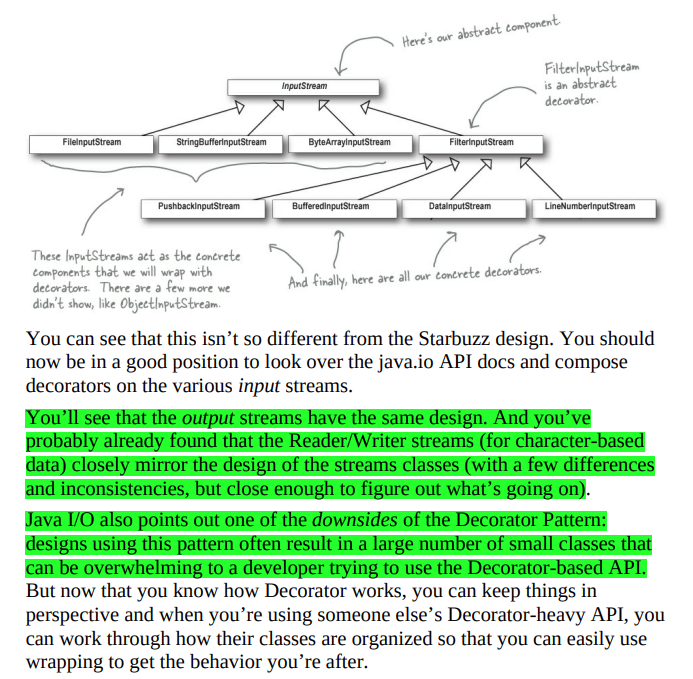 Here's our abstract component.
InputStream
FilterInputStream
is an abstract
decorator.
FileInputStream
StringBufferInputStream
ByteArrayInputStream
FilterInputStream
PushbackInputStream
BufferedInputStream
DataInputStream
LineNumberInputStream
These InputStreams act as the concrete
components that we will wrap with
decorators. There are a few more we
didn't show, like ObjectInputStream.
And finally, here are all our concrete decorators.
You can see that this isn’t so different from the Starbuzz design. You should
now be in a good position to look over the java.io API docs and compose
decorators on the various input streams.
You’ll see that the output streams have the same design. And you’ve
probably already found that the Reader/Writer streams (for character-based
data) closely mirror the design of the streams classes (with a few differences
and inconsistencies, but close enough to figure out what’s going on).
Java I/O also points out one of the downsides of the Decorator Pattern:
designs using this pattern often result in a large number of small classes that
can be overwhelming to a developer trying to use the Decorator-based API.
But now that you know how Decorator works, you can keep things in
perspective and when you’re using someone else’s Decorator-heavy API, you
can work through how their classes are organized so that you can easily use
wrapping to get the behavior you’re after.